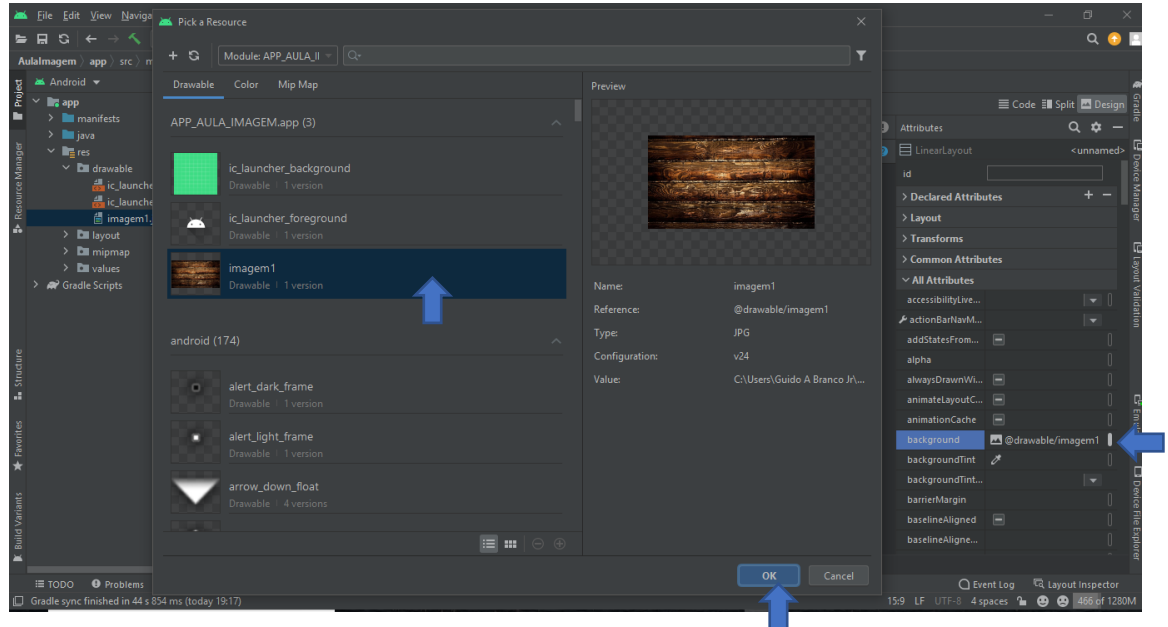 File Edit View Naviga
Pick a Resource
AulaImagem app src m
Module: APP_AULA_II
Android
Drawable Color Mip Map
Preview
app
manifests
java
res
drawable
ic_launche
ic_launche
imagem1.
layout
mipmap
values
Gradle Scripts
Project
Resource Manager
Structure
Favorites
Build Variants
APP_AULA_IMAGEM.app (3)
ic_launcher_background
Drawable | 1 version
ic_launcher_foreground
Drawable | 1 version
imagem1
Drawable | 1 version
android (174)
alert_dark_frame
Drawable | 1 version
alert_light_frame
Drawable | 1 version
arrow_down_float
Drawable | 4 versions
Name: imagem1
Reference: @drawable/imagem1
Type: JPG
Configuration: v24
Value: C:\Users\Guido A Branco Jr\...
OK Cancel
Code Split Design
Attributes
LinearLayout <unnamed>
id
Declared Attributes
Layout
Transforms
Common Attributes
All Attributes
accessibilityLive...
actionBarNavM...
addStatesFrom...
alpha
alwaysDrawnWi...
animateLayoutC...
animationCache
background @drawable/imagem1
backgroundTint
backgroundTint...
barrierMargin
baselineAligned
baselineAligne...
Gradle
Device Manager
Layout Validation
Device File Explorer
TODO Problems
Event Log Layout Inspector
Gradle sync finished in 44 s 854 ms (today 19:17)
15:9 LF UTF-8 4 spaces 466 of 1280M